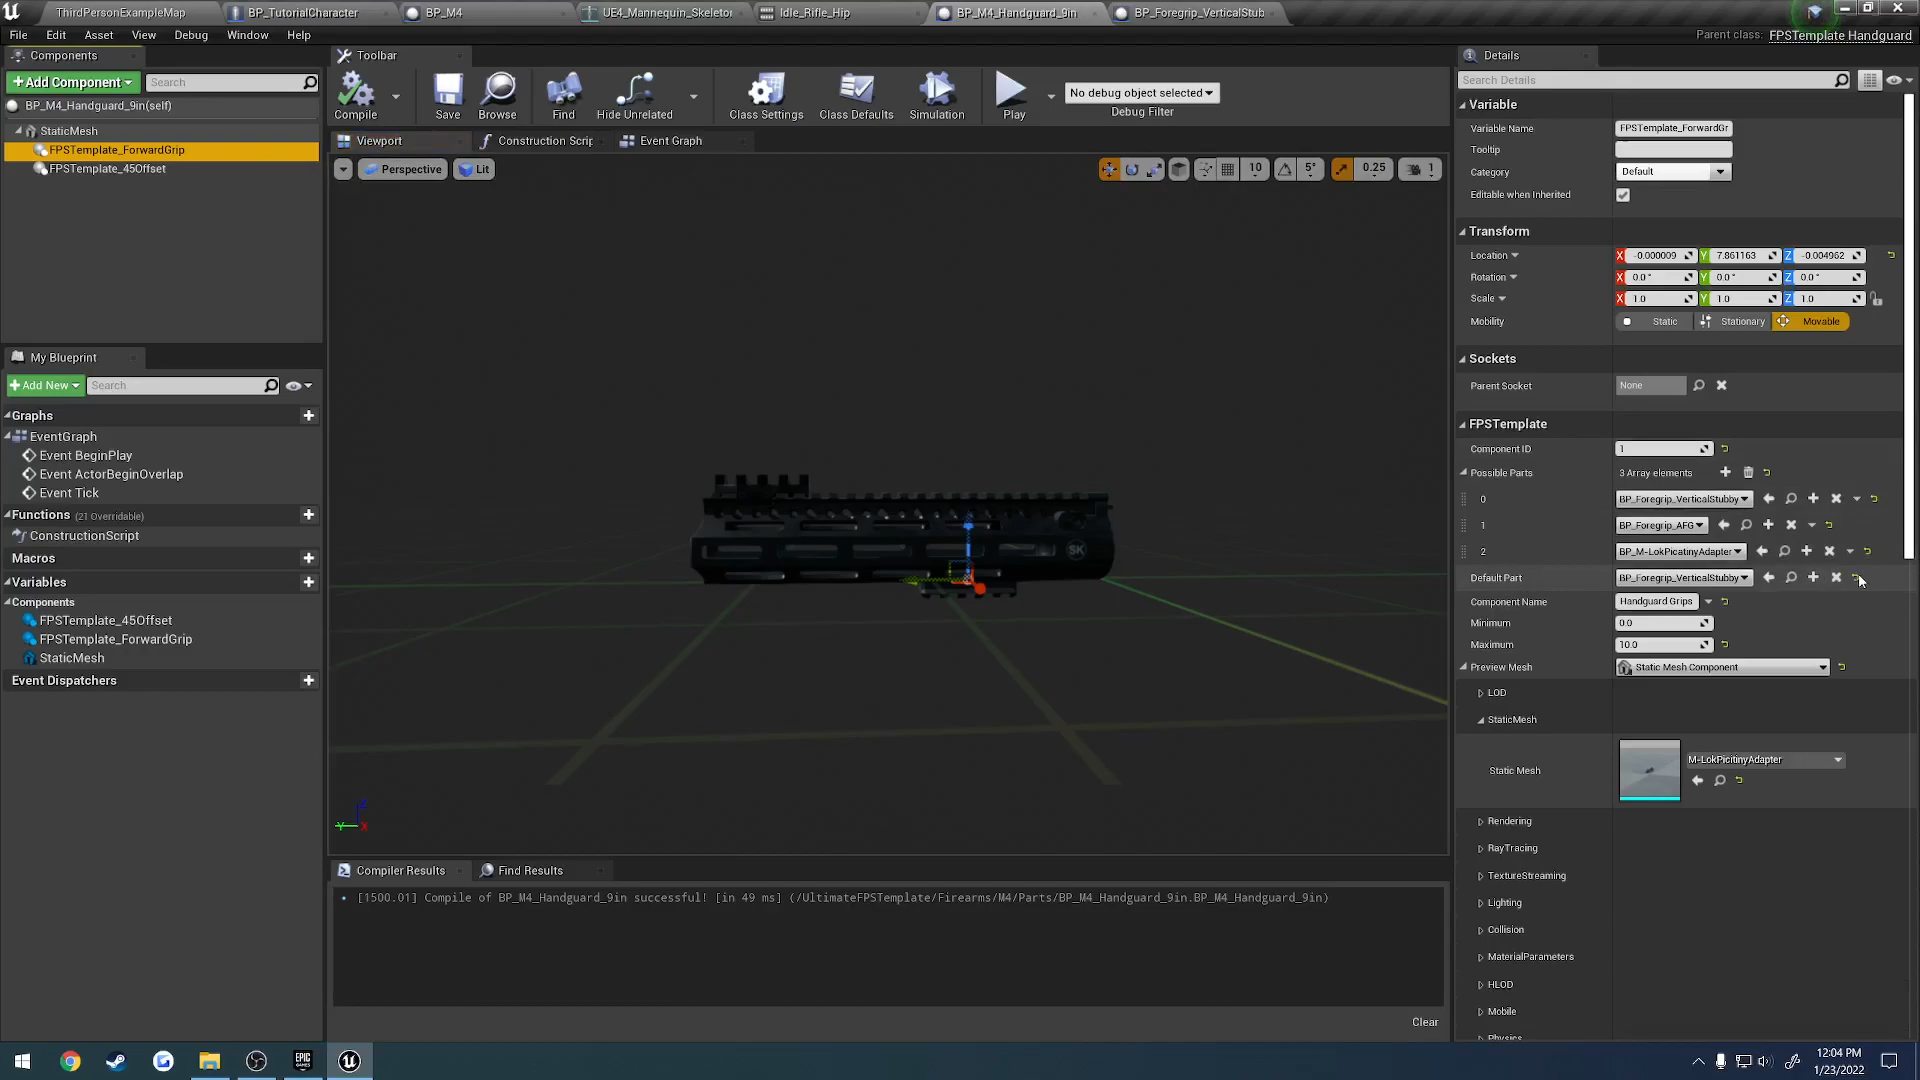 ThirdPersonExampleMap BP_TutorialCharacter BP_M4 UE4_Mannequin_Skeleton Idle_Rifle_Hip BP_M4_Handguard_9in BP_Foregrip_VerticalStub
File Edit Asset View Debug Window Help
Parent class: FPSTemplate Handguard
Components
+Add Component Search
BP_M4_Handguard_9in(self)
StaticMesh
FPSTemplate_ForwardGrip
FPSTemplate_45Offset
My Blueprint
+Add New Search
Graphs
EventGraph
Event BeginPlay
Event ActorBeginOverlap
Event Tick
Functions (21 Overridable)
ConstructionScript
Macros
Variables
Components
FPSTemplate_45Offset
FPSTemplate_ForwardGrip
StaticMesh
Event Dispatchers
Toolbar
Compile Save Browse Find Hide Unrelated Class Settings Class Defaults Simulation Play
No debug object selected
Debug Filter
Viewport Construction Scrip Event Graph
Perspective Lit 10 5° 0.25 1
SK
Compiler Results Find Results
[1500.01] Compile of BP_M4_Handguard_9in successful! [in 49 ms] (/UltimateFPSTemplate/Firearms/M4/Parts/BP_M4_Handguard_9in.BP_M4_Handguard_9in)
Clear
Details
Search Details
Variable
Variable Name FPSTemplate_ForwardGr
Tooltip
Category Default
Editable when Inherited
Transform
Location X -0.000009 Y 7.861163 Z -0.004962
Rotation X 0.0° Y 0.0° Z 0.0°
Scale X 1.0 Y 1.0 Z 1.0
Mobility Static Stationary Movable
Sockets
Parent Socket None
FPSTemplate
Component ID 1
Possible Parts 3 Array elements
0 BP_Foregrip_VerticalStubby
1 BP_Foregrip_AFG
2 BP_M-LokPicatinyAdapter
Default Part BP_Foregrip_VerticalStubby
Component Name Handguard Grips
Minimum 0.0
Maximum 10.0
Preview Mesh Static Mesh Component
LOD
StaticMesh
Static Mesh M-LokPicitinyAdapter
Rendering
RayTracing
TextureStreaming
Lighting
Collision
MaterialParameters
HLOD
Mobile
Physics
EPIC GAMES
12:04 PM
1/23/2022